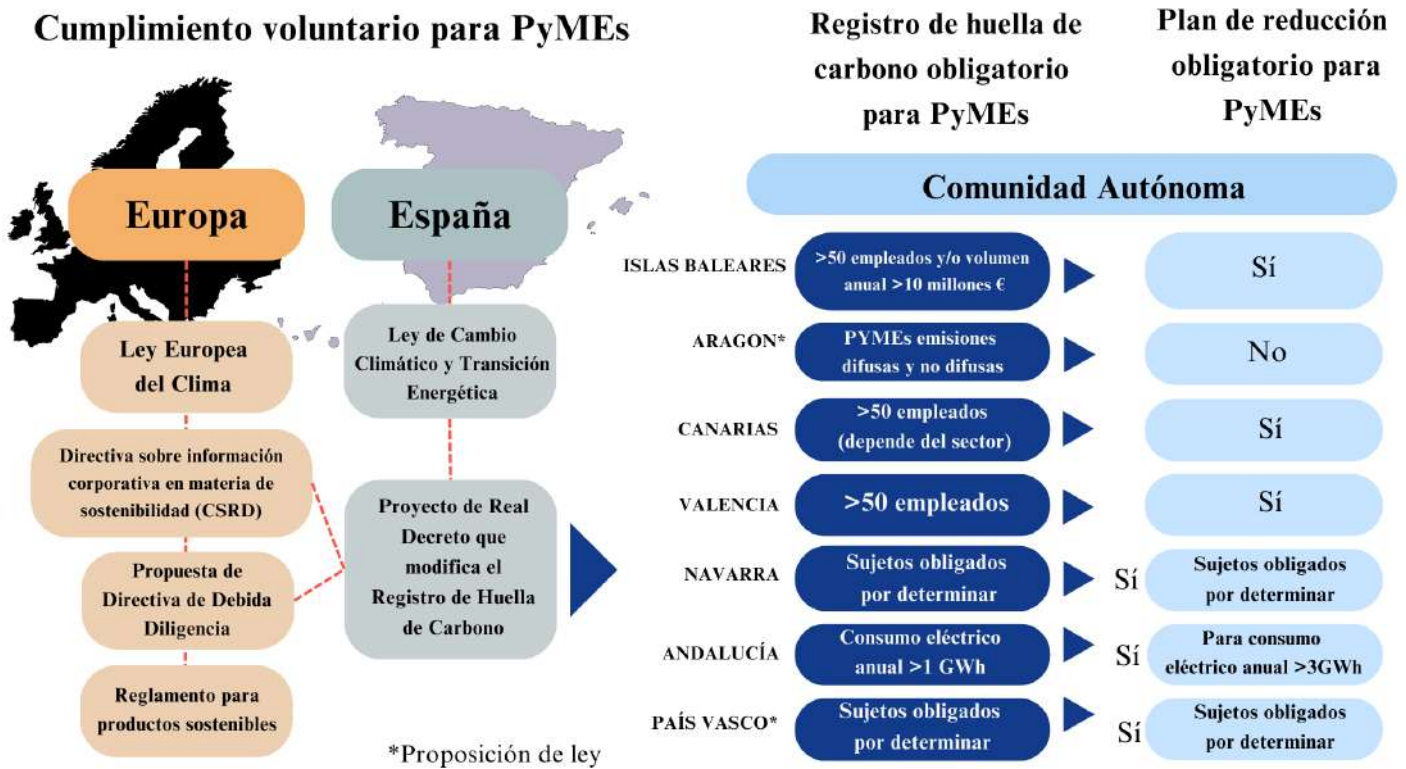 Cumplimiento voluntario para PyMEs
Europa
España
Ley Europea
del Clima
Directiva sobre información
corporativa en materia de
sostenibilidad (CSRD)
Propuesta de
Directiva de Debida
Diligencia
Reglamento para
productos sostenibles
Ley de Cambio
Climático y Transición
Energética
Proyecto de Real
Decreto que
modifica el
Registro de Huella
de Carbono
*Proposición de ley
Registro de huella de
carbono obligatorio
para PyMEs
Plan de reducción
obligatorio para
PyMEs
Comunidad Autónoma
ISLAS BALEARES
>50 empleados y/o volumen
anual >10 millones €
Sí
ARAGON*
PYMEs emisiones
difusas y no difusas
No
CANARIAS
>50 empleados
(depende del sector)
Sí
VALENCIA
>50 empleados
Sí
NAVARRA
Sujetos obligados
por determinar
Sí
Sujetos obligados
por determinar
ANDALUCÍA
Consumo eléctrico
anual >1 GWh
Sí
Para consumo
eléctrico anual >3GWh
PAÍS VASCO*
Sujetos obligados
por determinar
Sí
Sujetos obligados
por determinar